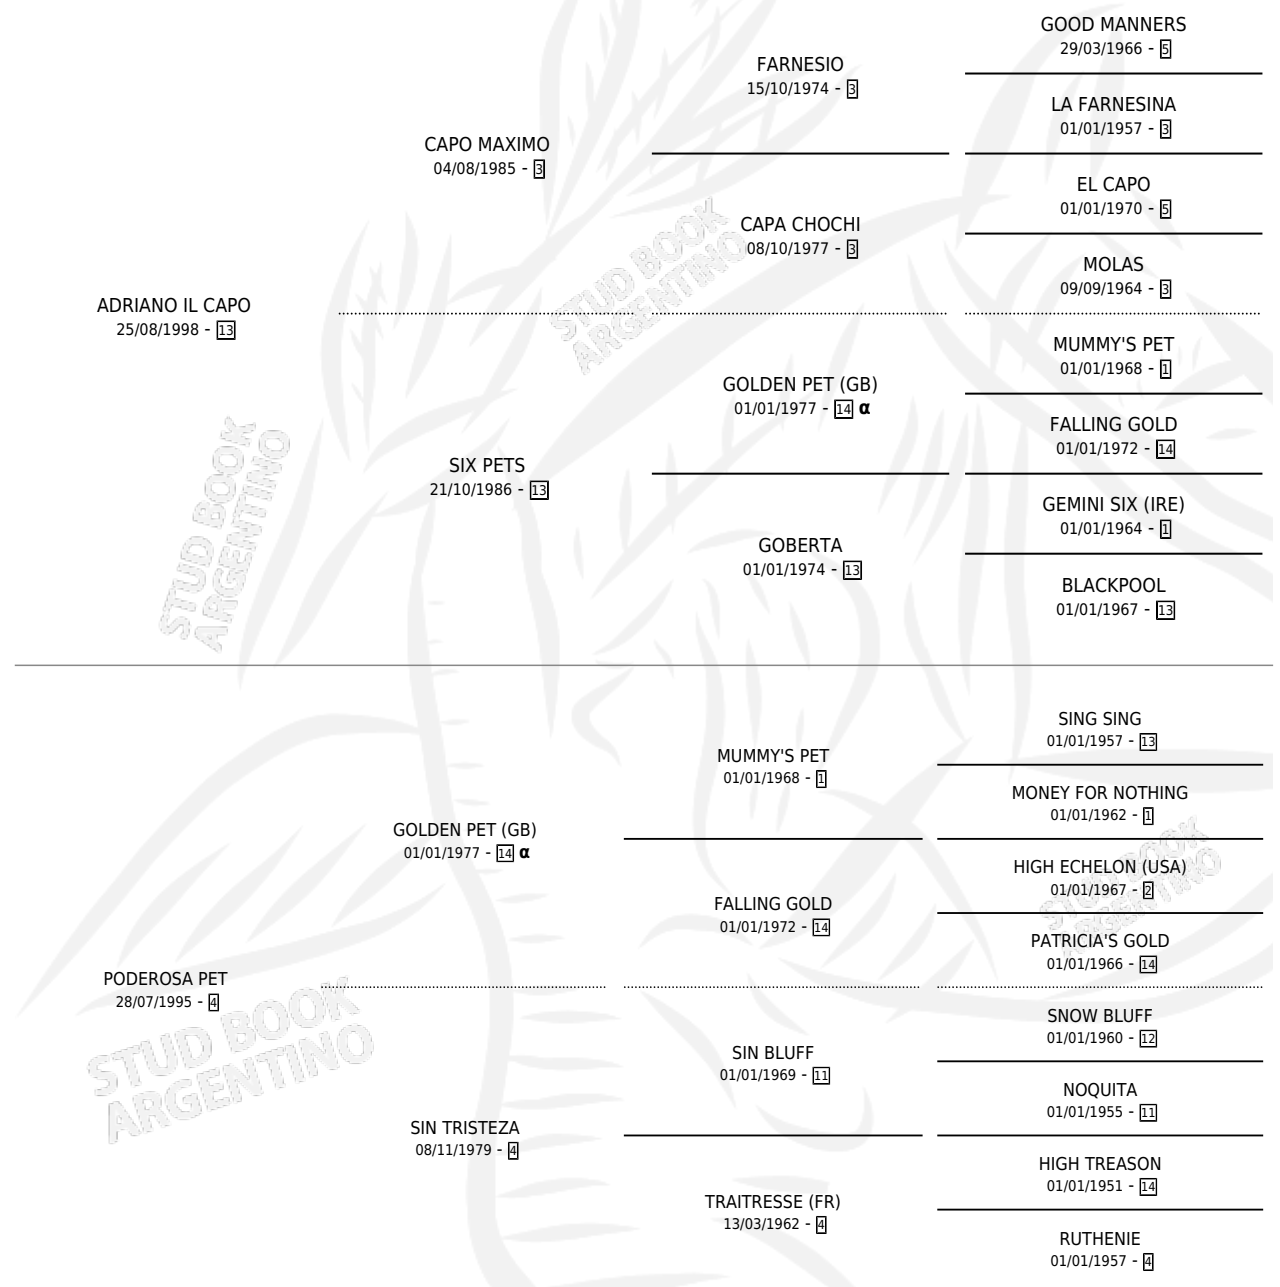 GOOD MANNERS
29/03/1966 - 5
FARNESIO
15/10/1974 - 3
LA FARNESINA
01/01/1957 - 3
CAPO MAXIMO
04/08/1985 - 3
EL CAPO
01/01/1970 - 5
CAPA CHOCHI
08/10/1977 - 3
MOLAS
09/09/1964 - 3
ADRIANO IL CAPO
25/08/1998 - 13
MUMMY'S PET
01/01/1968 - 1
GOLDEN PET (GB)
01/01/1977 - 14 α
FALLING GOLD
01/01/1972 - 14
SIX PETS
21/10/1986 - 13
GEMINI SIX (IRE)
01/01/1964 - 1
GOBERTA
01/01/1974 - 13
BLACKPOOL
01/01/1967 - 13
SING SING
01/01/1957 - 13
MUMMY'S PET
01/01/1968 - 1
MONEY FOR NOTHING
01/01/1962 - 1
GOLDEN PET (GB)
01/01/1977 - 14 α
HIGH ECHELON (USA)
01/01/1967 - 2
FALLING GOLD
01/01/1972 - 14
PATRICIA'S GOLD
01/01/1966 - 14
PODEROSA PET
28/07/1995 - 4
SNOW BLUFF
01/01/1960 - 12
SIN BLUFF
01/01/1969 - 11
NOQUITA
01/01/1955 - 11
SIN TRISTEZA
08/11/1979 - 4
HIGH TREASON
01/01/1951 - 14
TRAITRESSE (FR)
13/03/1962 - 4
RUTHENIE
01/01/1957 - 4
STUD BOOK
ARGENTINO
STUD BOOK
ARGENTINO
STUD BOOK
ARGENTINO
STUD BOOK
ARGENTINO